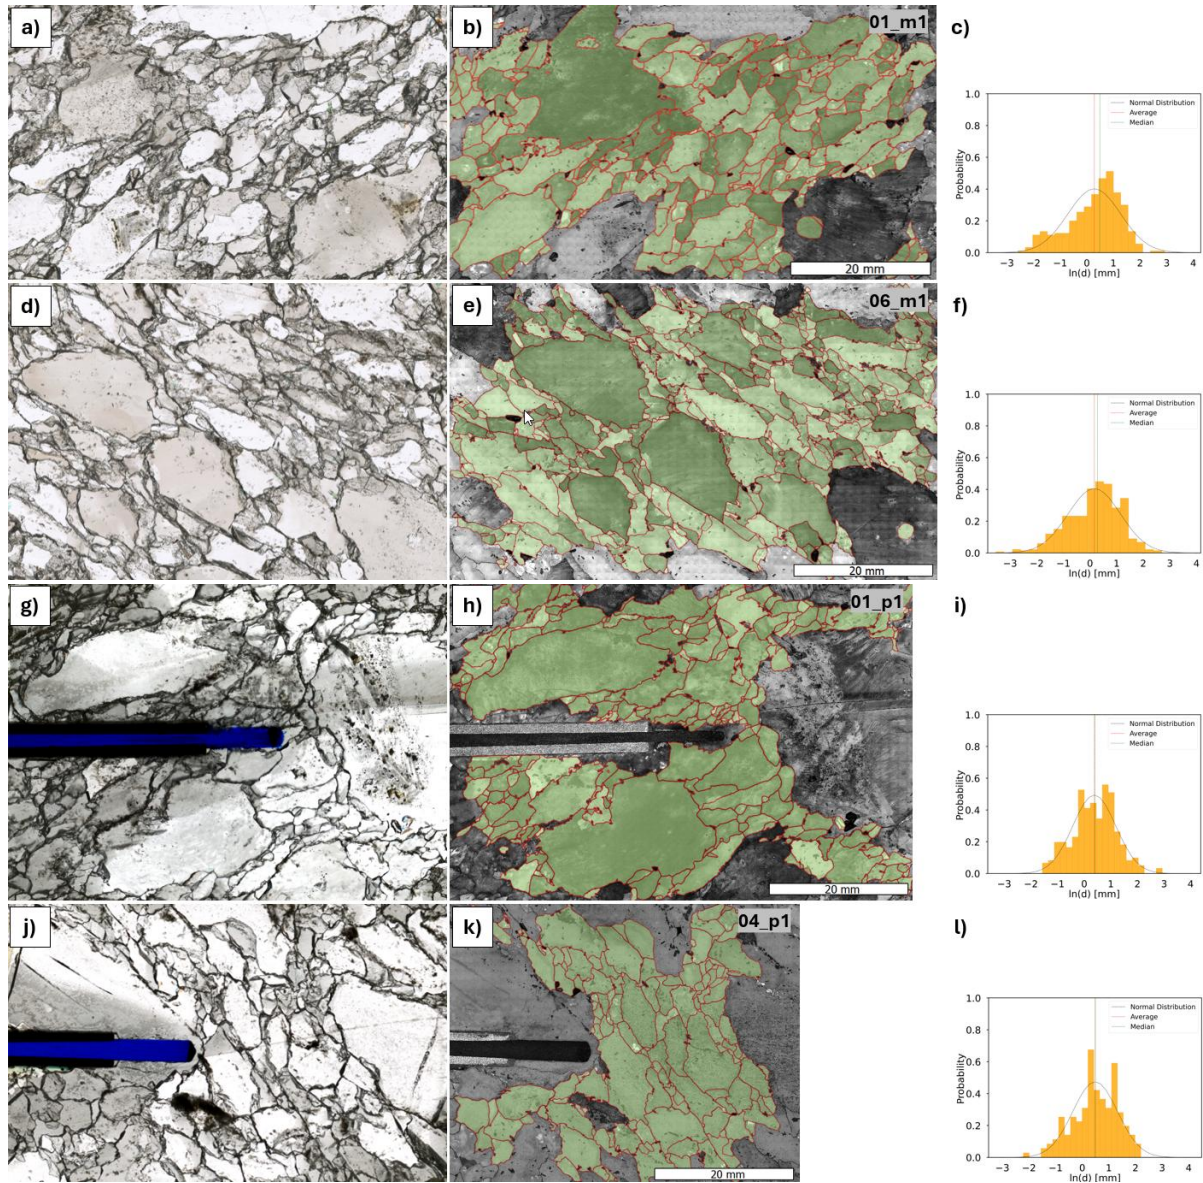 a)
b)
01_m1
c)
20 mm
1.0
0.8
0.6
0.4
0.2
0.0
Probability
Normal Distribution
Average
Median
−3 −2 −1 0 1 2 3 4
ln(d) [mm]
d)
e)
06_m1
f)
20 mm
1.0
0.8
0.6
0.4
0.2
0.0
Probability
Normal Distribution
Average
Median
−3 −2 −1 0 1 2 3 4
ln(d) [mm]
g)
h)
01_p1
i)
20 mm
1.0
0.8
0.6
0.4
0.2
0.0
Probability
Normal Distribution
Average
Median
−3 −2 −1 0 1 2 3 4
ln(d) [mm]
j)
k)
04_p1
l)
20 mm
1.0
0.8
0.6
0.4
0.2
0.0
Probability
Normal Distribution
Average
Median
−3 −2 −1 0 1 2 3 4
ln(d) [mm]